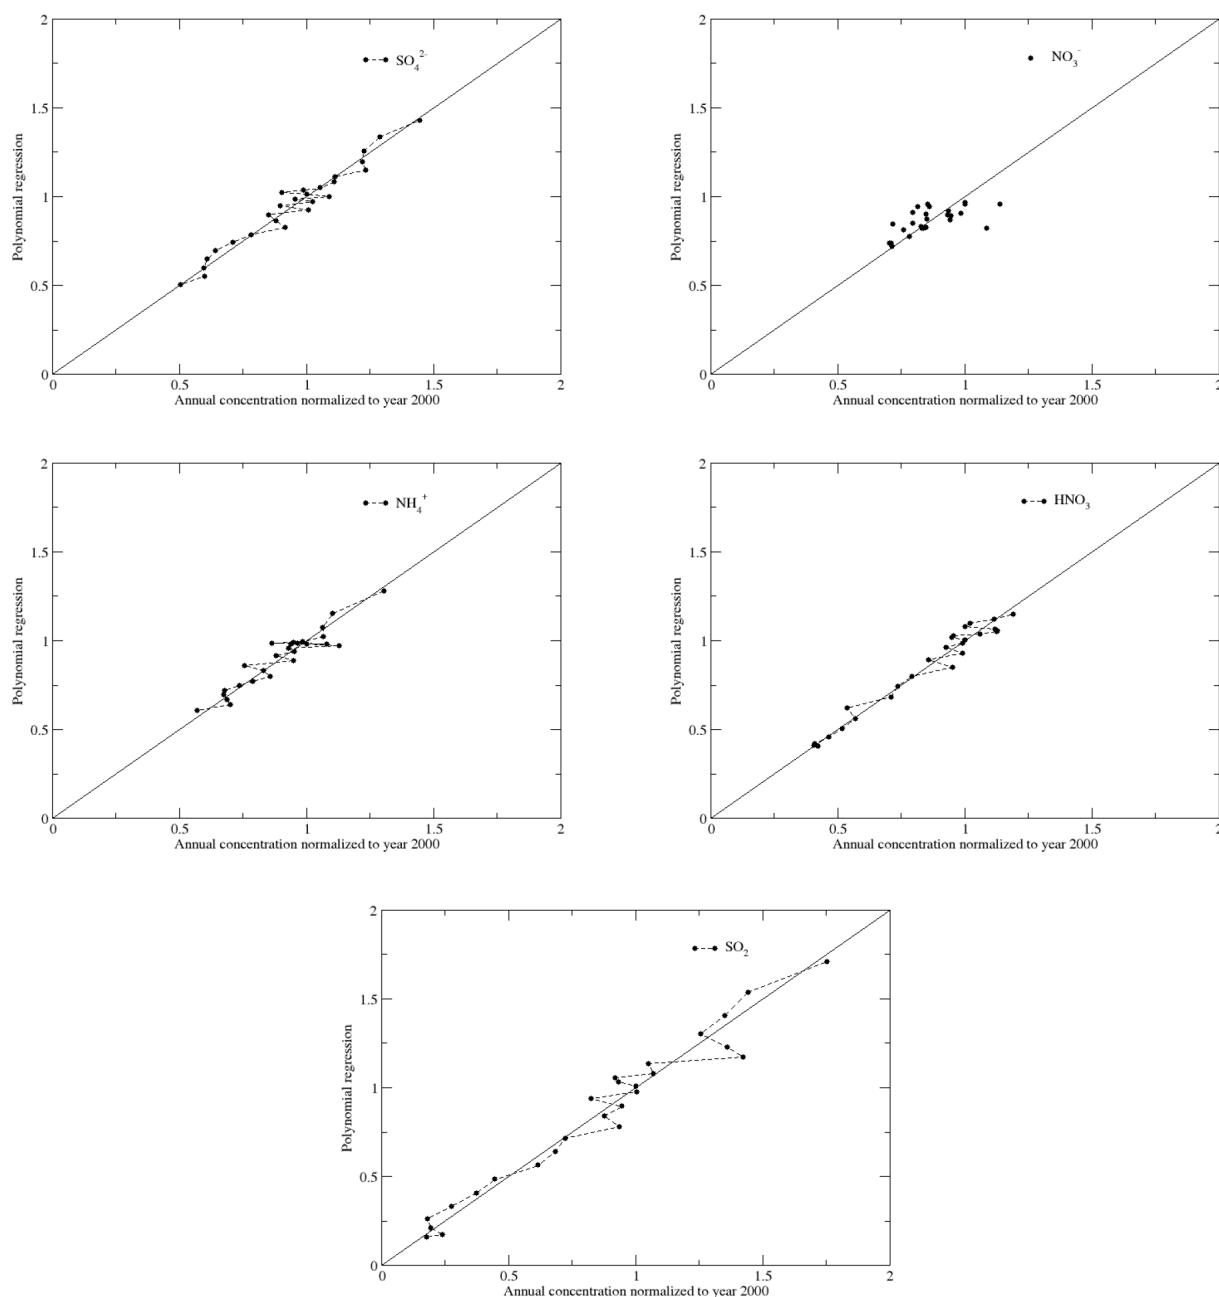 2
SO₄²⁻
1.5
Polynomial regression
1
0.5
0
0 0.5 1 1.5 2
Annual concentration normalized to year 2000
2
NO₃⁻
1.5
Polynomial regression
1
0.5
0
0 0.5 1 1.5 2
Annual concentration normalized to year 2000
2
NH₄⁺
1.5
Polynomial regression
1
0.5
0
0 0.5 1 1.5 2
Annual concentration normalized to year 2000
2
HNO₃
1.5
Polynomial regression
1
0.5
0
0 0.5 1 1.5 2
Annual concentration normalized to year 2000
2
SO₂
1.5
Polynomial regression
1
0.5
0
0 0.5 1 1.5 2
Annual concentration normalized to year 2000